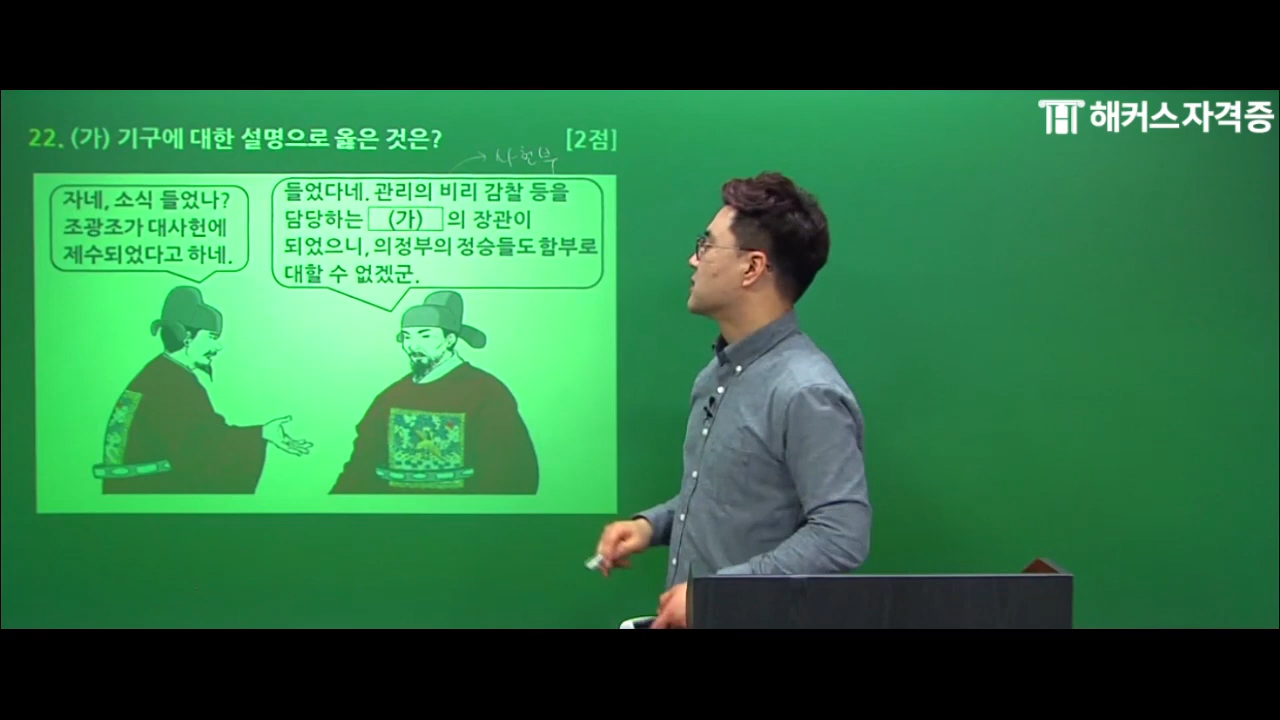 해커스자격증
22. (가) 기구에 대한 설명으로 옳은 것은? [2점]
→ 사헌부
자네, 소식 들었나?
조광조가 대사헌에
제수되었다고 하네.
들었다네. 관리의 비리 감찰 등을
담당하는 (가) 의 장관이
되었으니, 의정부의 정승들도 함부로
대할 수 없겠군.